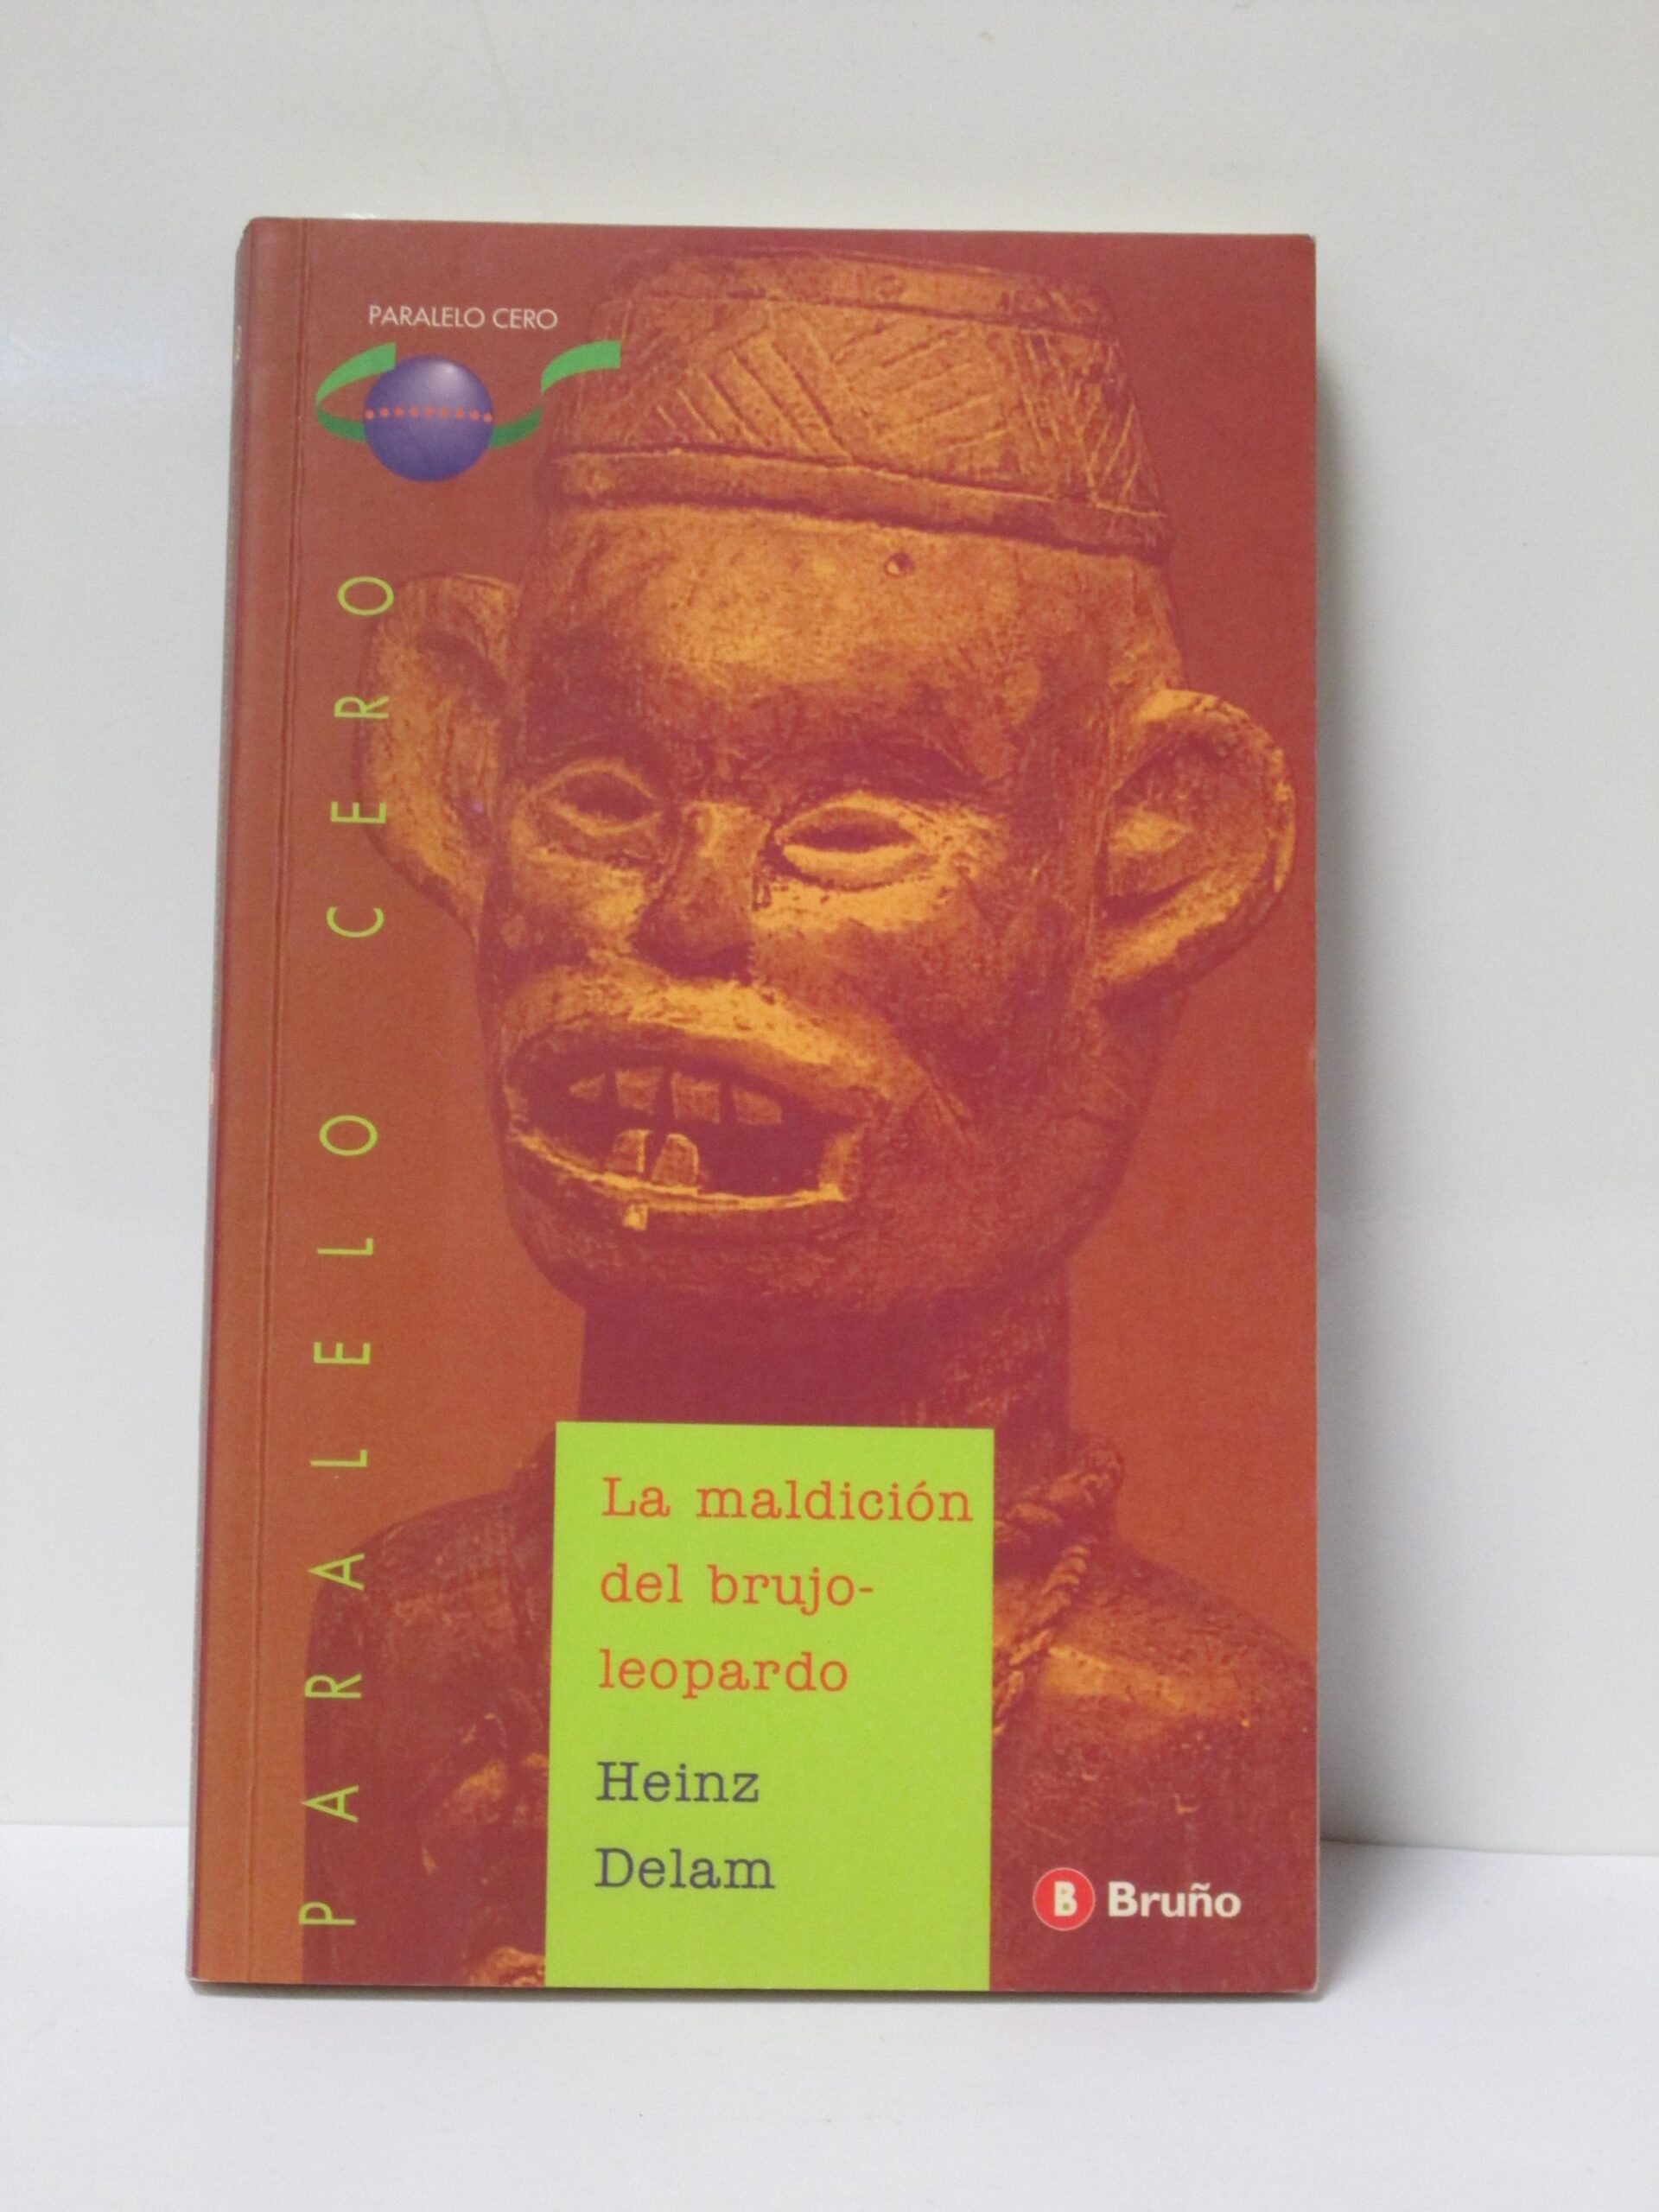 PARALELO CERO
PARALELO CERO
La maldición
del brujo-
leopardo
Heinz
Delam
B Bruño